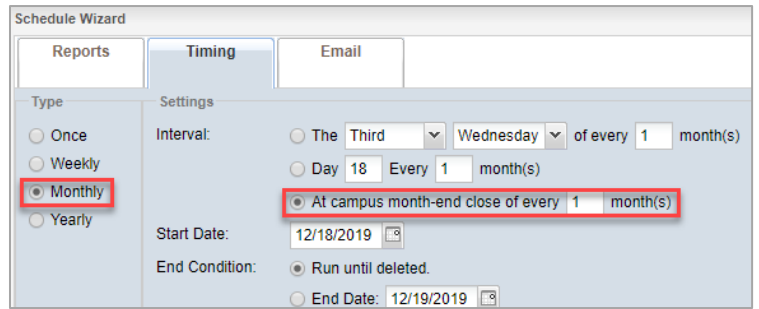 Schedule Wizard
Reports Timing Email
Type Settings
Once Interval: The Third Wednesday of every 1 month(s)
Weekly Day 18 Every 1 month(s)
Monthly At campus month-end close of every 1 month(s)
Yearly
Start Date: 12/18/2019
End Condition: Run until deleted.
End Date: 12/19/2019